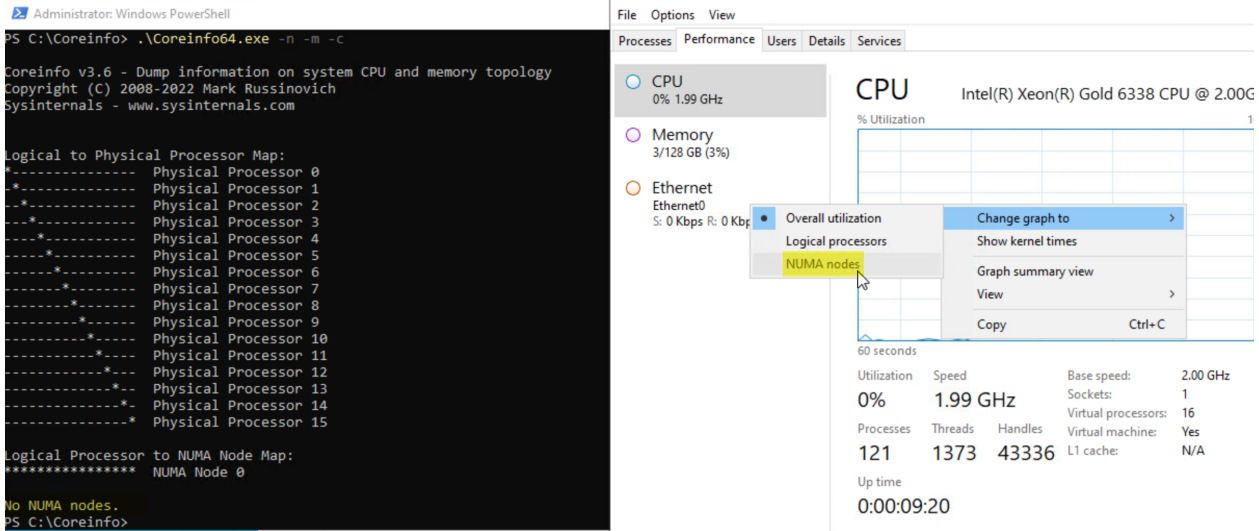 Administrator: Windows PowerShell
PS C:\Coreinfo> .\Coreinfo64.exe -n -m -c
Coreinfo v3.6 - Dump information on system CPU and memory topology
Copyright (C) 2008-2022 Mark Russinovich
Sysinternals - www.sysinternals.com
Logical to Physical Processor Map:
*--------------- Physical Processor 0
-*-------------- Physical Processor 1
--*------------- Physical Processor 2
---*------------ Physical Processor 3
----*----------- Physical Processor 4
-----*---------- Physical Processor 5
------*--------- Physical Processor 6
-------*-------- Physical Processor 7
--------*------- Physical Processor 8
---------*------ Physical Processor 9
----------*----- Physical Processor 10
-----------*---- Physical Processor 11
------------*--- Physical Processor 12
-------------*-- Physical Processor 13
--------------*- Physical Processor 14
---------------* Physical Processor 15
Logical Processor to NUMA Node Map:
**************** NUMA Node 0
No NUMA nodes.
PS C:\Coreinfo>
File Options View
Processes Performance Users Details Services
CPU
0% 1.99 GHz
Memory
3/128 GB (3%)
Ethernet
Ethernet0
S: 0 Kbps R: 0 Kbp
CPU Intel(R) Xeon(R) Gold 6338 CPU @ 2.00G
% Utilization 1
Overall utilization
Logical processors
NUMA nodes
Change graph to
Show kernel times
Graph summary view
View
Copy Ctrl+C
60 seconds
Utilization Speed
0% 1.99 GHz
Processes Threads Handles
121 1373 43336
Up time
0:00:09:20
Base speed: 2.00 GHz
Sockets: 1
Virtual processors: 16
Virtual machine: Yes
L1 cache: N/A